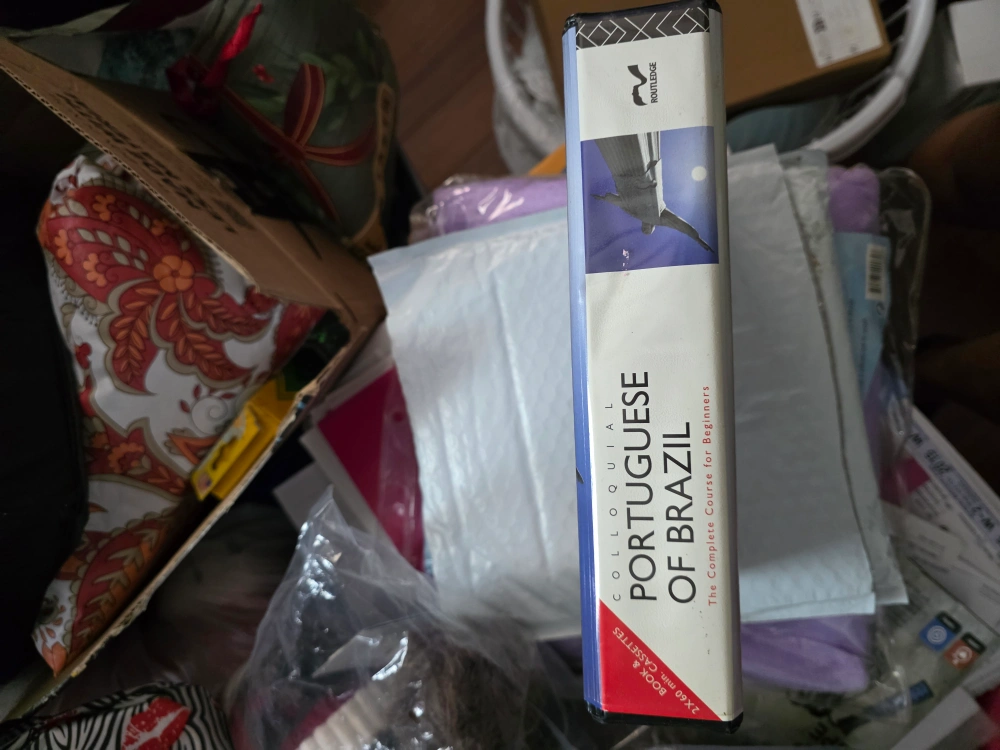 ROUTLEDGE
COLLOQUIAL
PORTUGUESE
OF BRAZIL
The Complete Course for Beginners
BOOK &
2X60 min. CASSETTES